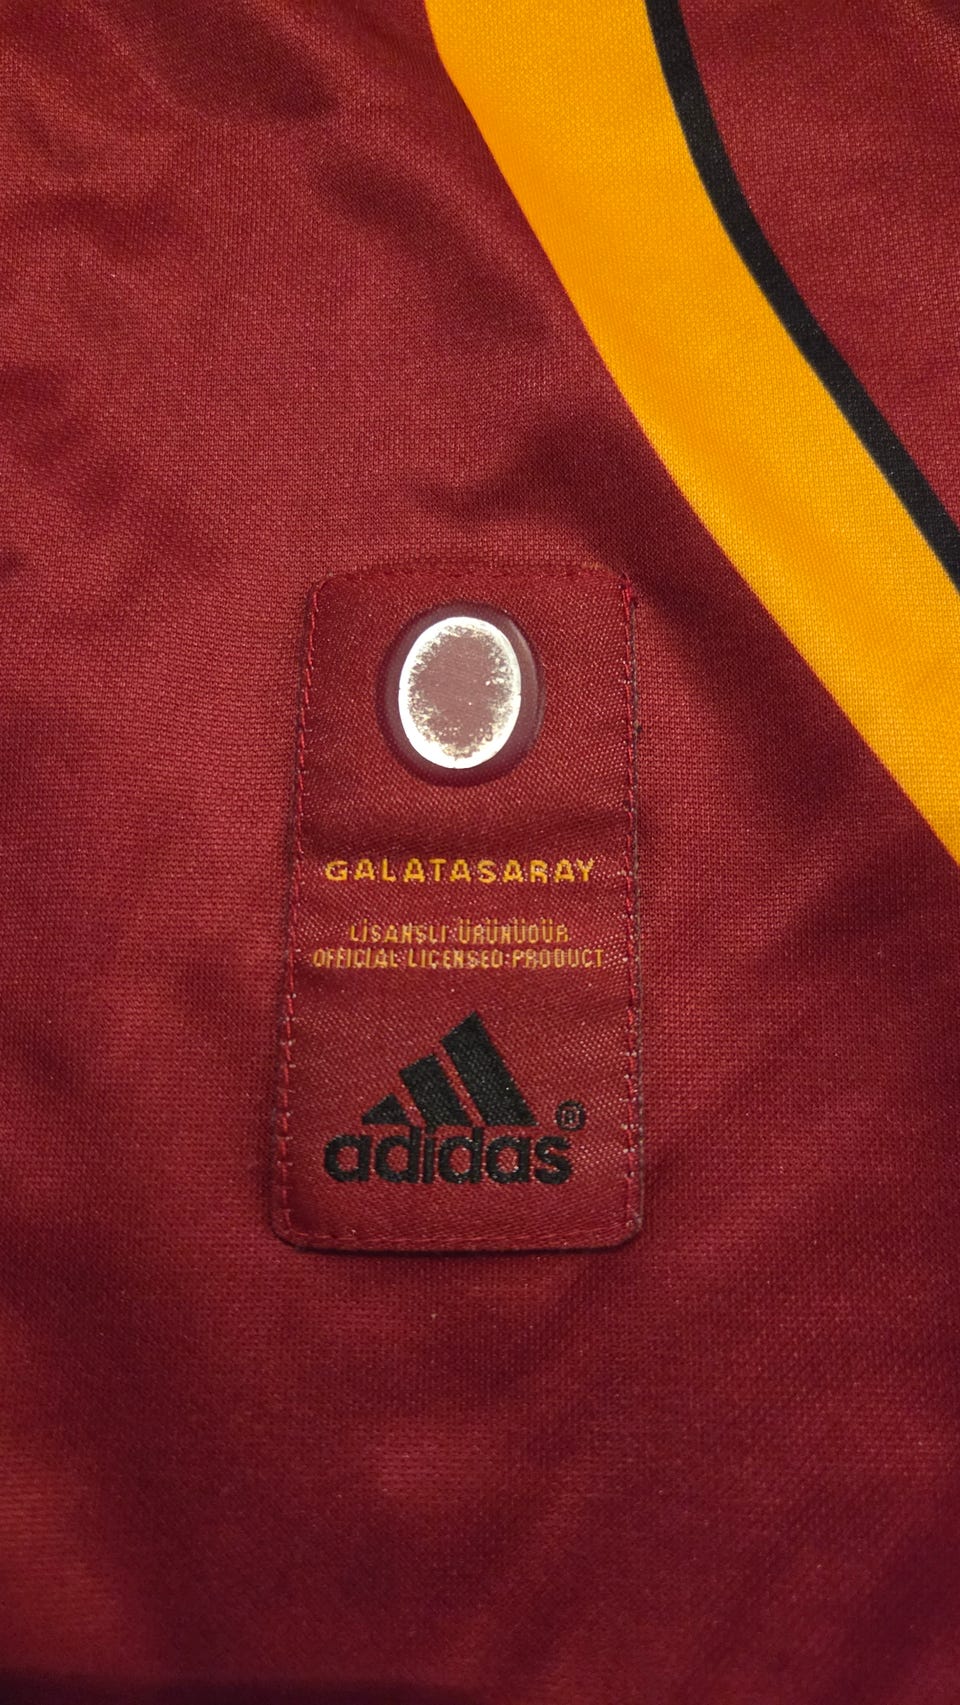 GALATASARAY
LİSANSLI ÜRÜNÜDÜR
OFFICIAL LICENSED PRODUCT
adidas®